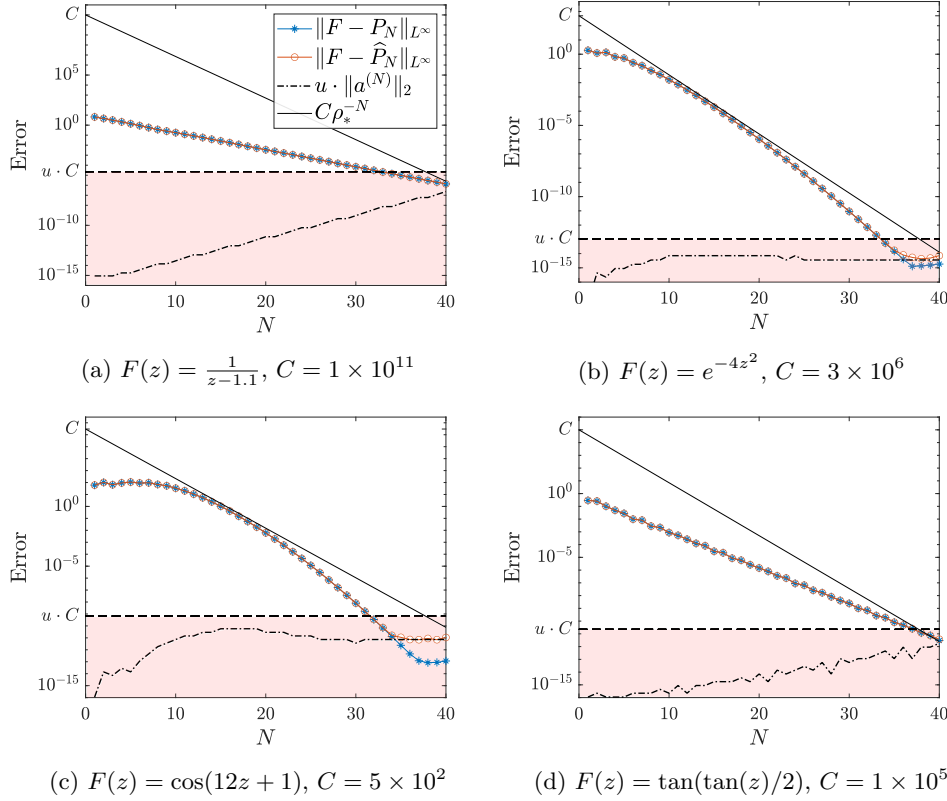 C
10^5
10^0
u · C
10^{-10}
10^{-15}
Error
0
10
20
30
40
N
‖F − P_N‖_{L^∞}
‖F − \widehat{P}_N‖_{L^∞}
u · ‖a^{(N)}‖_2
Cρ_*^{-N}
(a) F(z) = \frac{1}{z−1.1}, C = 1 × 10^{11}
C
10^0
10^{-5}
10^{-10}
u · C
10^{-15}
Error
0
10
20
30
40
N
(b) F(z) = e^{−4z^2}, C = 3 × 10^6
C
10^0
10^{-5}
u · C
10^{-15}
Error
0
10
20
30
40
N
(c) F(z) = cos(12z + 1), C = 5 × 10^2
C
10^0
10^{-5}
u · C
10^{-15}
Error
0
10
20
30
40
N
(d) F(z) = tan(tan(z)/2), C = 1 × 10^5